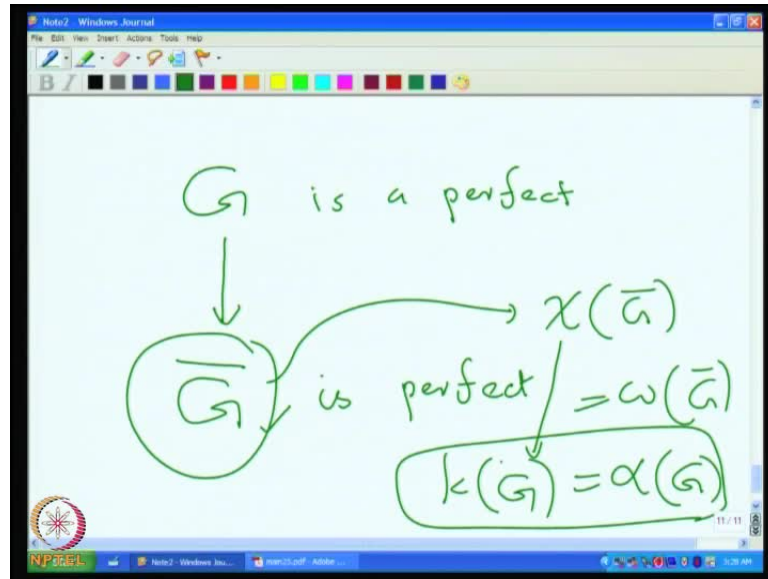 Note2 - Windows Journal
File Edit View Insert Actions Tools Help
B I
G is a perfect
χ(G̅)
G̅ is perfect = ω(G̅)
k(G) = α(G)
11 / 11
NPTEL
Note2 - Windows Jou...
man23.pdf - Adobe ...
3:28 AM